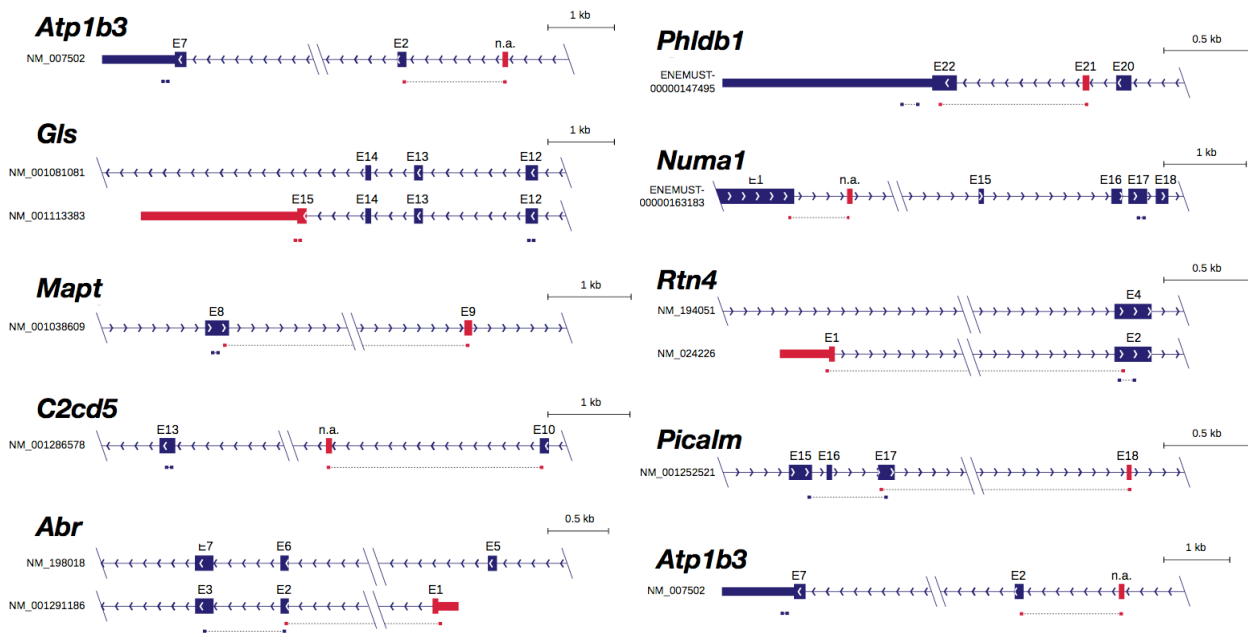 Atp1b3
1 kb
E7
E2
n.a.
NM_007502
Gls
1 kb
E14
E13
E12
NM_001081081
E15
E14
E13
E12
NM_001113383
Mapt
1 kb
E8
E9
NM_001038609
C2cd5
1 kb
E13
n.a.
E10
NM_001286578
Abr
0.5 kb
E7
E6
E5
NM_198018
E3
E2
E1
NM_001291186
Phldb1
0.5 kb
E22
E21
E20
ENEMUST-
00000147495
Numa1
1 kb
E1
n.a.
E15
E16
E17
E18
ENEMUST-
00000163183
Rtn4
0.5 kb
E4
NM_194051
E1
E2
NM_024226
Picalm
0.5 kb
E15
E16
E17
E18
NM_001252521
Atp1b3
1 kb
E7
E2
n.a.
NM_007502